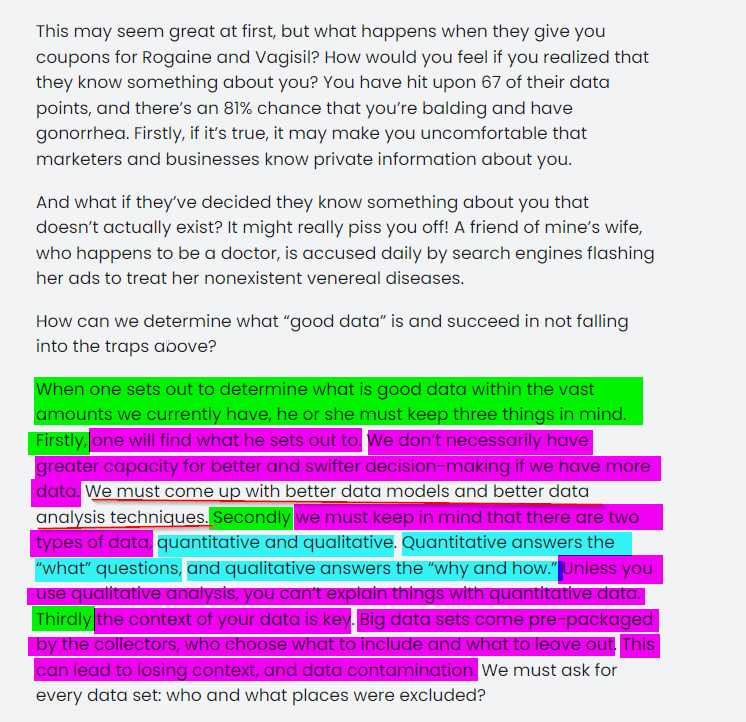 This may seem great at first, but what happens when they give you
coupons for Rogaine and Vagisil? How would you feel if you realized that
they know something about you? You have hit upon 67 of their data
points, and there's an 81% chance that you're balding and have
gonorrhea. Firstly, if it's true, it may make you uncomfortable that
marketers and businesses know private information about you.
And what if they've decided they know something about you that
doesn't actually exist? It might really piss you off! A friend of mine's wife,
who happens to be a doctor, is accused daily by search engines flashing
her ads to treat her nonexistent venereal diseases.
How can we determine what “good data” is and succeed in not falling
into the traps above?
When one sets out to determine what is good data within the vast
amounts we currently have, he or she must keep three things in mind.
Firstly, one will find what he sets out to. We don't necessarily have
greater capacity for better and swifter decision-making if we have more
data. We must come up with better data models and better data
analysis techniques. Secondly we must keep in mind that there are two
types of data, quantitative and qualitative. Quantitative answers the
“what” questions, and qualitative answers the “why and how.” Unless you
use qualitative analysis, you can't explain things with quantitative data.
Thirdly the context of your data is key. Big data sets come pre-packaged
by the collectors, who choose what to include and what to leave out. This
can lead to losing context, and data contamination. We must ask for
every data set: who and what places were excluded?